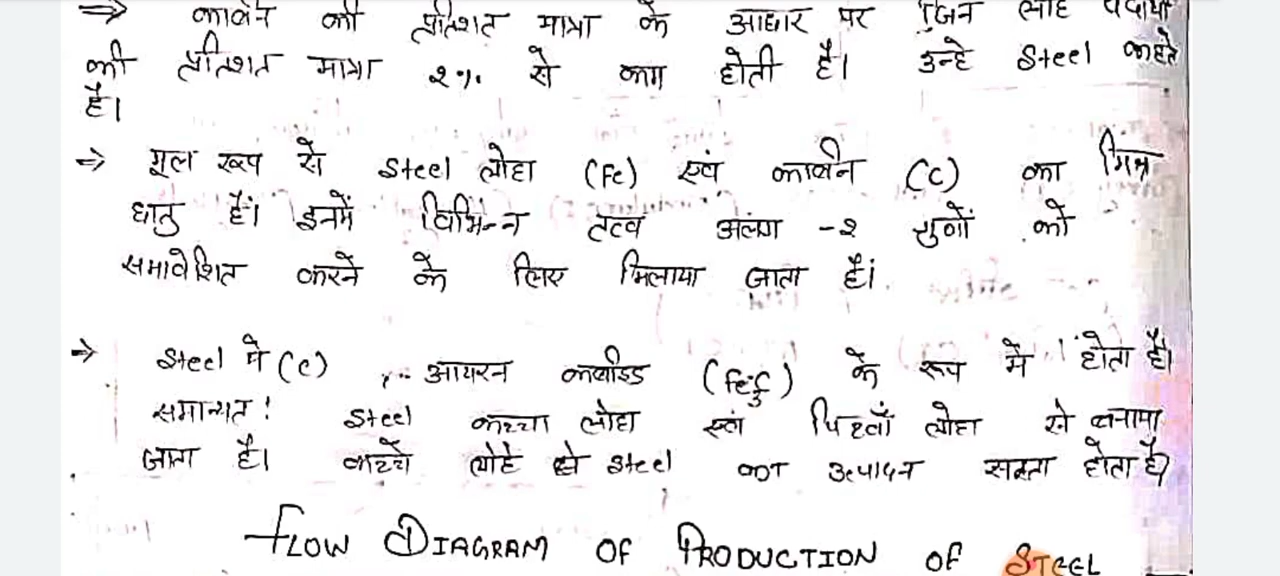 ⇒ कार्बन की प्रतिशत मात्रा के आधार पर जिन लौह पदार्थो
की प्रतिशत मात्रा २% से कम होती है। उन्हे Steel कहते
है।
⇒ मूल रूप से Steel लोहा (Fe) एवं कार्बन (C) का मिश्र
धातु है। इनमें विभिन्न तत्व अलग -२ गुणों को
समावेशित करने के लिए मिलाया जाता हैं।
⇒ Steel मे (C) आयरन कार्बाइड (Fe3C) के रूप में होता है।
समान्यत! Steel कच्चा लोहा एवं पिटवाँ लोहा से बनाया
जाता है। कच्चे लोहे से Steel का उत्पादन सस्ता होता है
FLOW DIAGRAM OF PRODUCTION OF STEEL